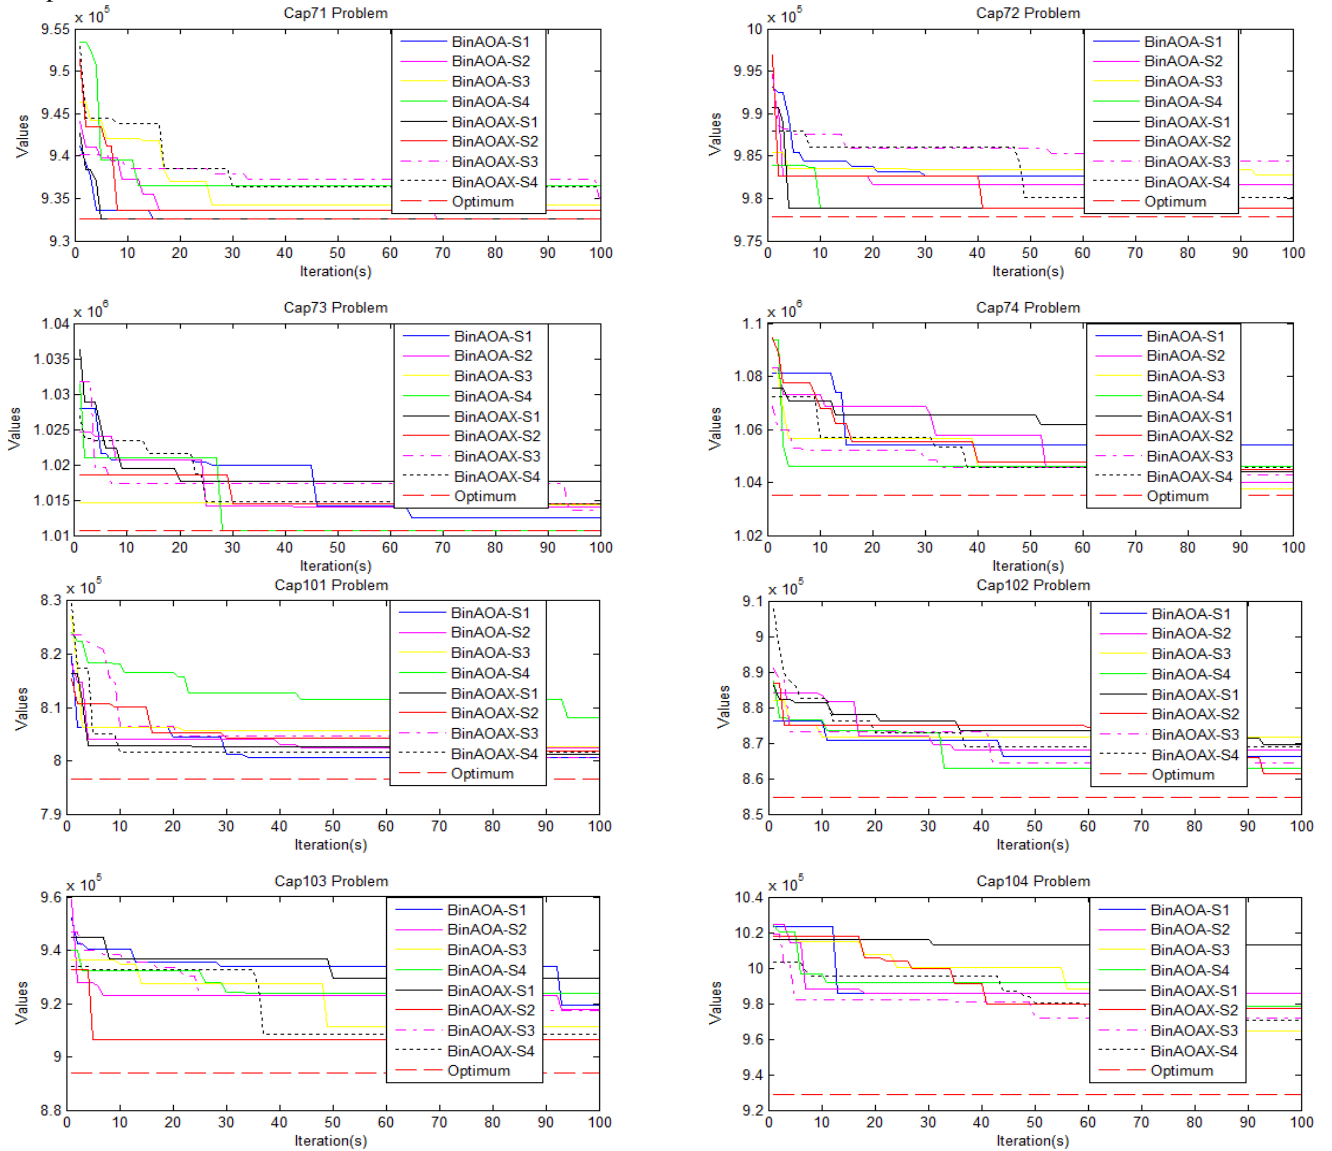 Cap71 Problem
x 10⁵
9.55
9.5
9.45
9.4
9.35
9.3
Values
0 10 20 30 40 50 60 70 80 90 100
Iteration(s)
BinAOA-S1
BinAOA-S2
BinAOA-S3
BinAOA-S4
BinAOAX-S1
BinAOAX-S2
BinAOAX-S3
BinAOAX-S4
Optimum
Cap72 Problem
x 10⁵
10
9.95
9.9
9.85
9.8
9.75
Values
0 10 20 30 40 50 60 70 80 90 100
Iteration(s)
BinAOA-S1
BinAOA-S2
BinAOA-S3
BinAOA-S4
BinAOAX-S1
BinAOAX-S2
BinAOAX-S3
BinAOAX-S4
Optimum
Cap73 Problem
x 10⁶
1.04
1.035
1.03
1.025
1.02
1.015
1.01
Values
0 10 20 30 40 50 60 70 80 90 100
Iteration(s)
BinAOA-S1
BinAOA-S2
BinAOA-S3
BinAOA-S4
BinAOAX-S1
BinAOAX-S2
BinAOAX-S3
BinAOAX-S4
Optimum
Cap74 Problem
x 10⁶
1.1
1.08
1.06
1.04
1.02
Values
0 10 20 30 40 50 60 70 80 90 100
Iteration(s)
BinAOA-S1
BinAOA-S2
BinAOA-S3
BinAOA-S4
BinAOAX-S1
BinAOAX-S2
BinAOAX-S3
BinAOAX-S4
Optimum
Cap101 Problem
x 10⁵
8.3
8.2
8.1
8
7.9
Values
0 10 20 30 40 50 60 70 80 90 100
Iteration(s)
BinAOA-S1
BinAOA-S2
BinAOA-S3
BinAOA-S4
BinAOAX-S1
BinAOAX-S2
BinAOAX-S3
BinAOAX-S4
Optimum
Cap102 Problem
x 10⁵
9.1
9
8.9
8.8
8.7
8.6
8.5
Values
0 10 20 30 40 50 60 70 80 90 100
Iteration(s)
BinAOA-S1
BinAOA-S2
BinAOA-S3
BinAOA-S4
BinAOAX-S1
BinAOAX-S2
BinAOAX-S3
BinAOAX-S4
Optimum
Cap103 Problem
x 10⁵
9.6
9.4
9.2
9
8.8
Values
0 10 20 30 40 50 60 70 80 90 100
Iteration(s)
BinAOA-S1
BinAOA-S2
BinAOA-S3
BinAOA-S4
BinAOAX-S1
BinAOAX-S2
BinAOAX-S3
BinAOAX-S4
Optimum
Cap104 Problem
x 10⁵
10.4
10.2
10
9.8
9.6
9.4
9.2
Values
0 10 20 30 40 50 60 70 80 90 100
Iteration(s)
BinAOA-S1
BinAOA-S2
BinAOA-S3
BinAOA-S4
BinAOAX-S1
BinAOAX-S2
BinAOAX-S3
BinAOAX-S4
Optimum